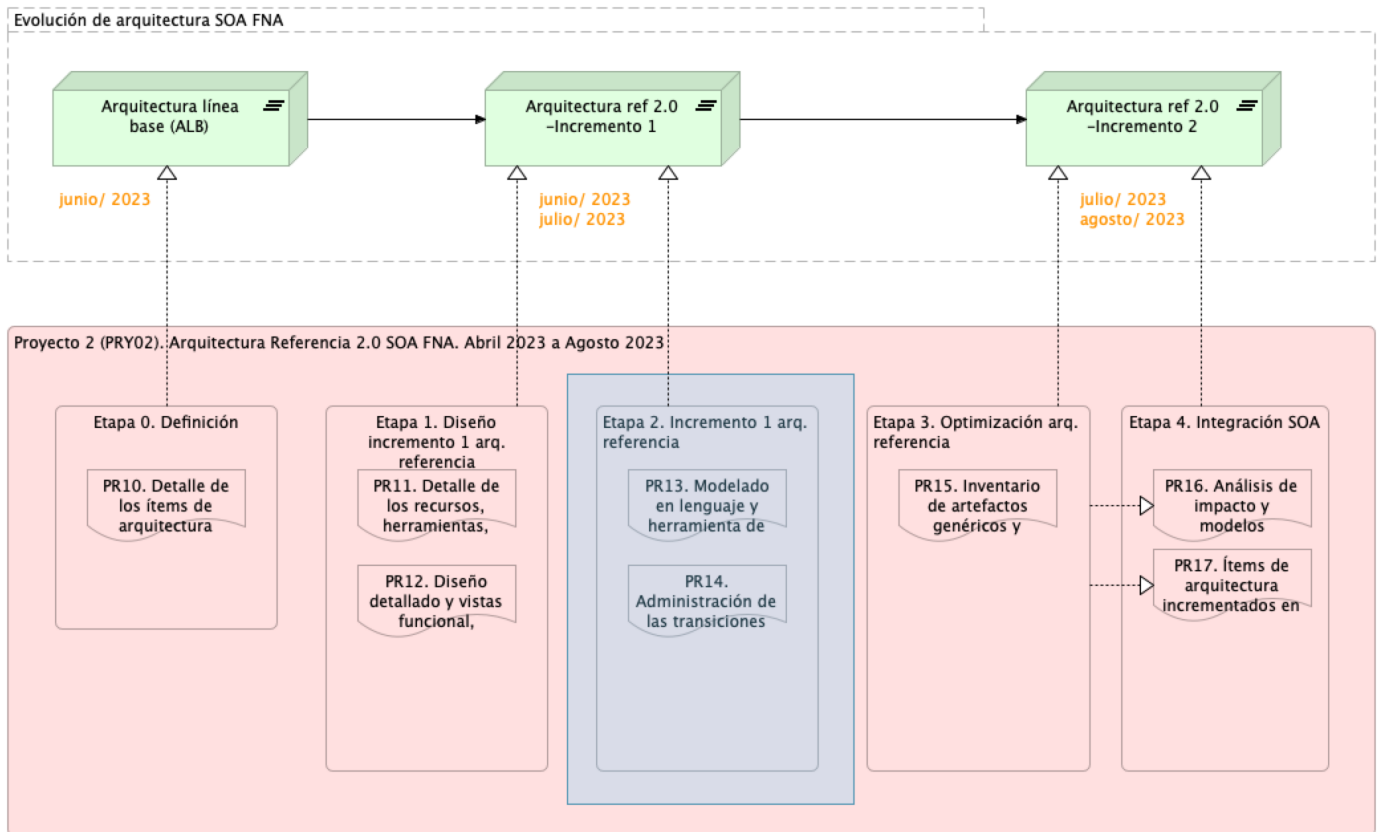 Evolución de arquitectura SOA FNA
Arquitectura línea
base (ALB)
Arquitectura ref 2.0
-Incremento 1
Arquitectura ref 2.0
-Incremento 2
junio/ 2023
junio/ 2023
julio/ 2023
julio/ 2023
agosto/ 2023
Proyecto 2 (PRY02). Arquitectura Referencia 2.0 SOA FNA. Abril 2023 a Agosto 2023
Etapa 0. Definición
PR10. Detalle de
los ítems de
arquitectura
Etapa 1. Diseño
incremento 1 arq.
referencia
PR11. Detalle de
los recursos,
herramientas,
PR12. Diseño
detallado y vistas
funcional,
Etapa 2. Incremento 1 arq.
referencia
PR13. Modelado
en lenguaje y
herramienta de
PR14.
Administración de
las transiciones
Etapa 3. Optimización arq.
referencia
PR15. Inventario
de artefactos
genéricos y
Etapa 4. Integración SOA
PR16. Análisis de
impacto y
modelos
PR17. Ítems de
arquitectura
incrementados en